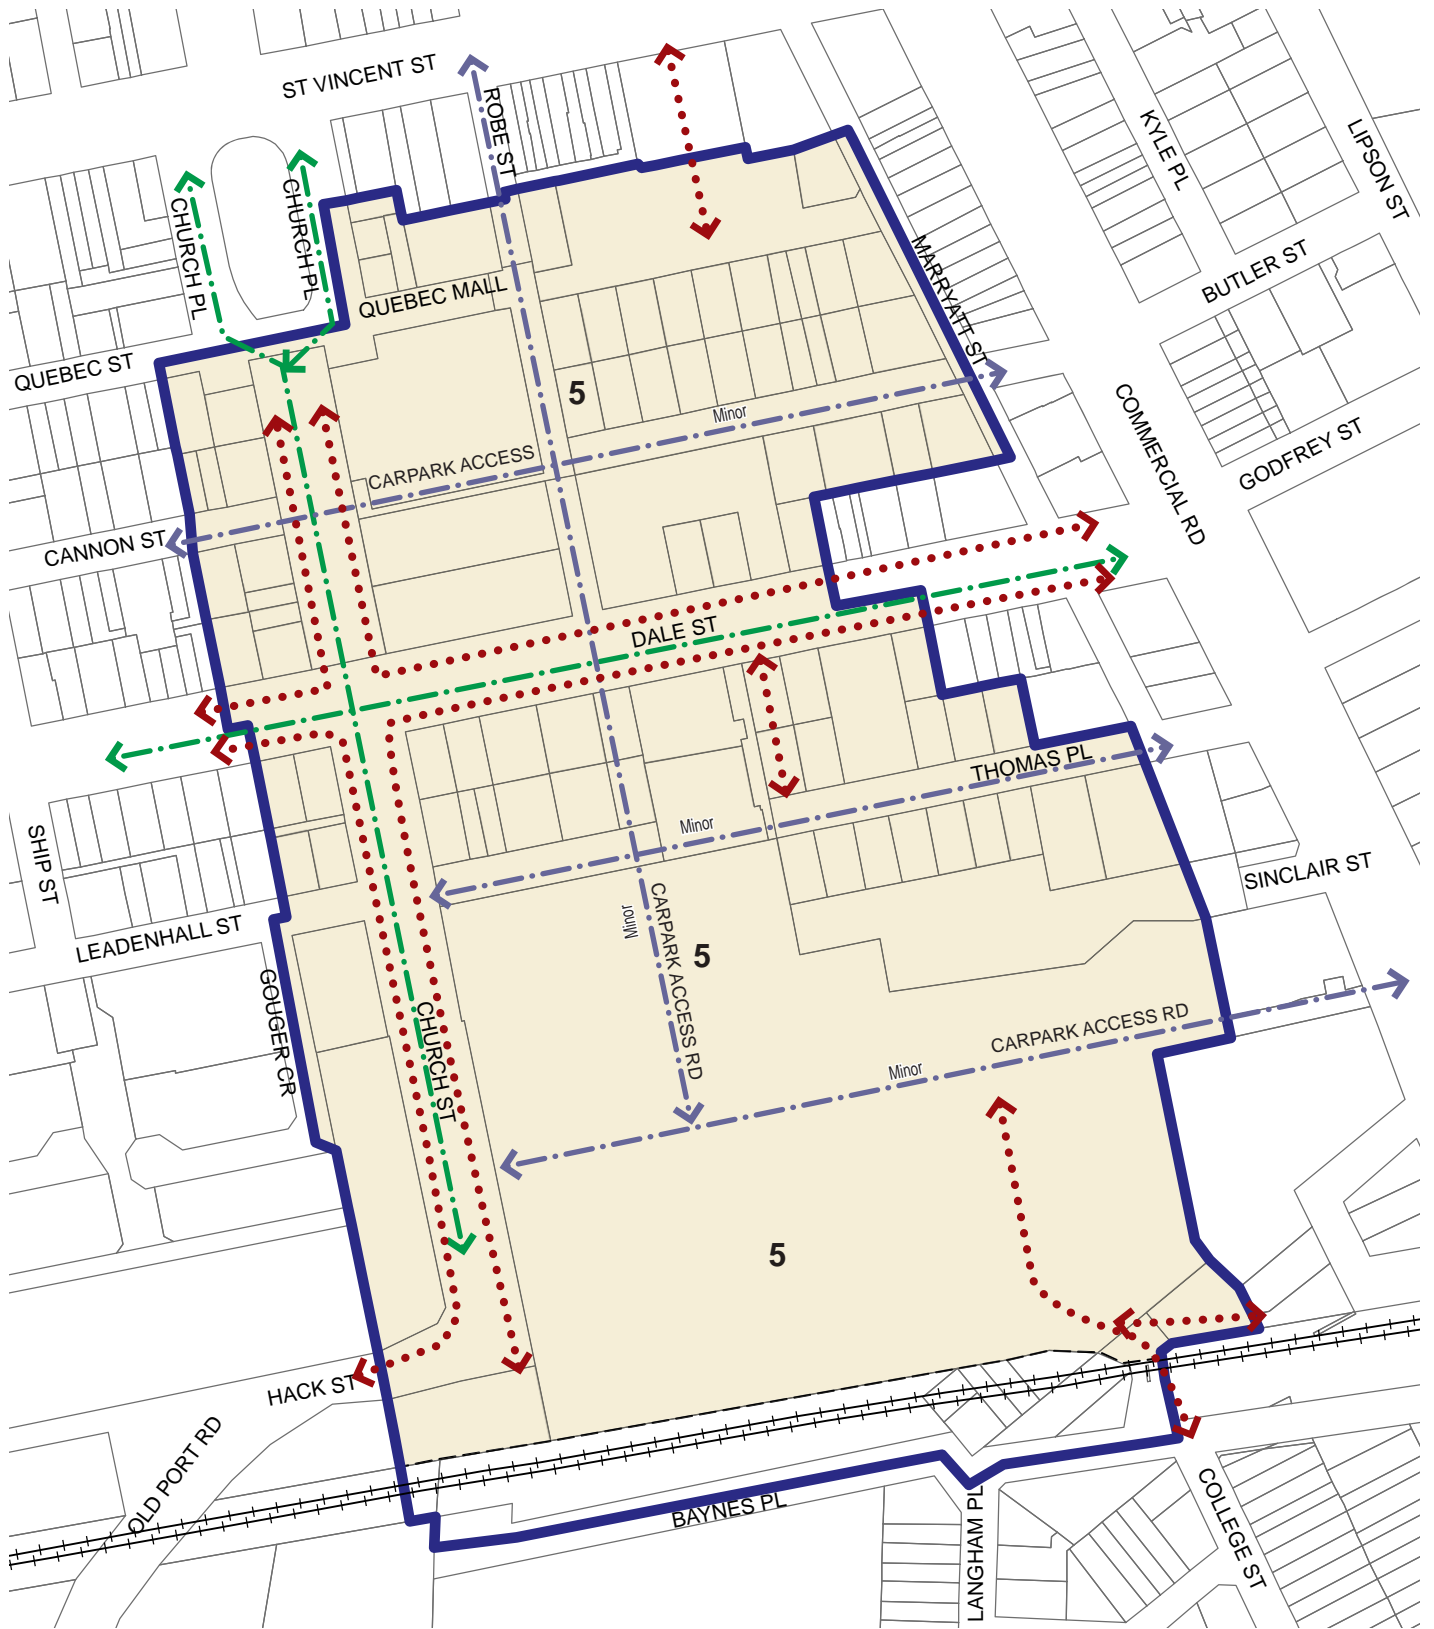 ST VINCENT ST
ROBE ST
KYLE PL
LIPSON ST
CHURCH PL
CHURCH PL
MARRYATT ST
BUTLER ST
QUEBEC MALL
QUEBEC ST
5
Minor
COMMERCIAL RD
GODFREY ST
CARPARK ACCESS
CANNON ST
DALE ST
THOMAS PL
Minor
SHIP ST
SINCLAIR ST
LEADENHALL ST
Minor
CARPARK ACCESS RD
5
GOUGER CR
CHURCH ST
CARPARK ACCESS RD
Minor
5
HACK ST
OLD PORT RD
BAYNES PL
LANGHAM PL
COLLEGE ST